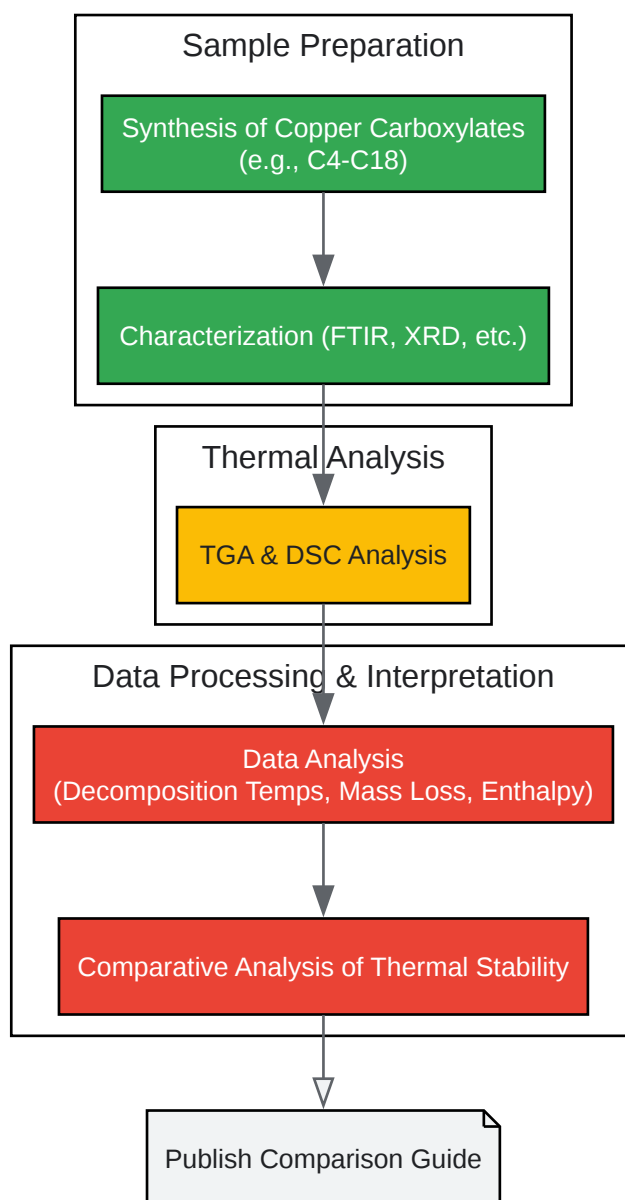 Sample Preparation
Synthesis of Copper Carboxylates
(e.g., C4-C18)
Characterization (FTIR, XRD, etc.)
Thermal Analysis
TGA & DSC Analysis
Data Processing & Interpretation
Data Analysis
(Decomposition Temps, Mass Loss, Enthalpy)
Comparative Analysis of Thermal Stability
Publish Comparison Guide